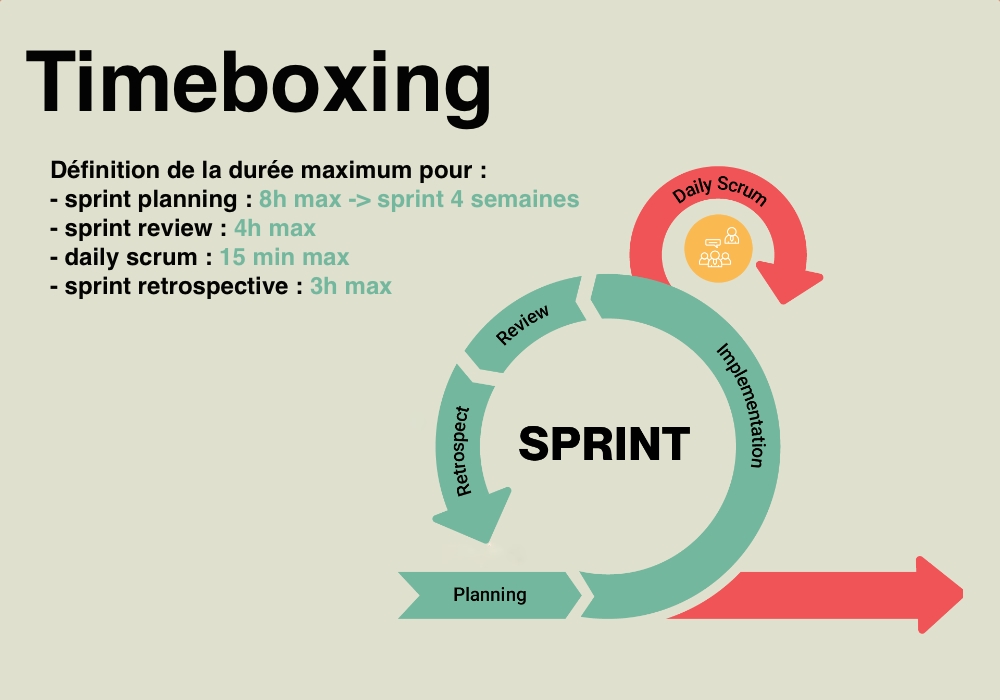 Timeboxing
Définition de la durée maximum pour :
- sprint planning : 8h max -> sprint 4 semaines
- sprint review : 4h max
- daily scrum : 15 min max
- sprint retrospective : 3h max
Daily Scrum
Review
Implementation
Retrospect
SPRINT
Planning